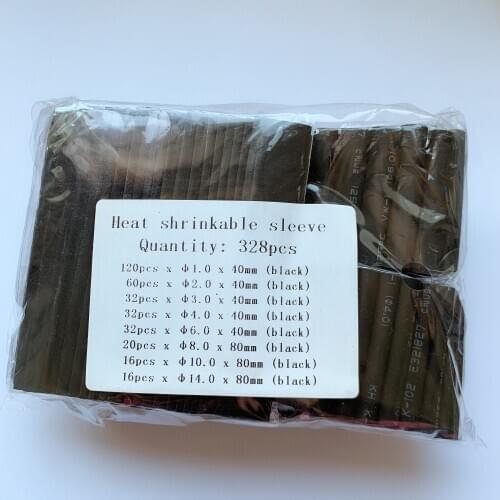 Heat shrinkable sleeve
Quantity: 328pcs
120pcs x Φ1.0 x 40mm (black)
60pcs x Φ2.0 x 40mm (black)
32pcs x Φ3.0 x 40mm (black)
32pcs x Φ4.0 x 40mm (black)
32pcs x Φ6.0 x 40mm (black)
20pcs x Φ8.0 x 80mm (black)
16pcs x Φ10.0 x 80mm (black)
16pcs x Φ14.0 x 80mm (black)